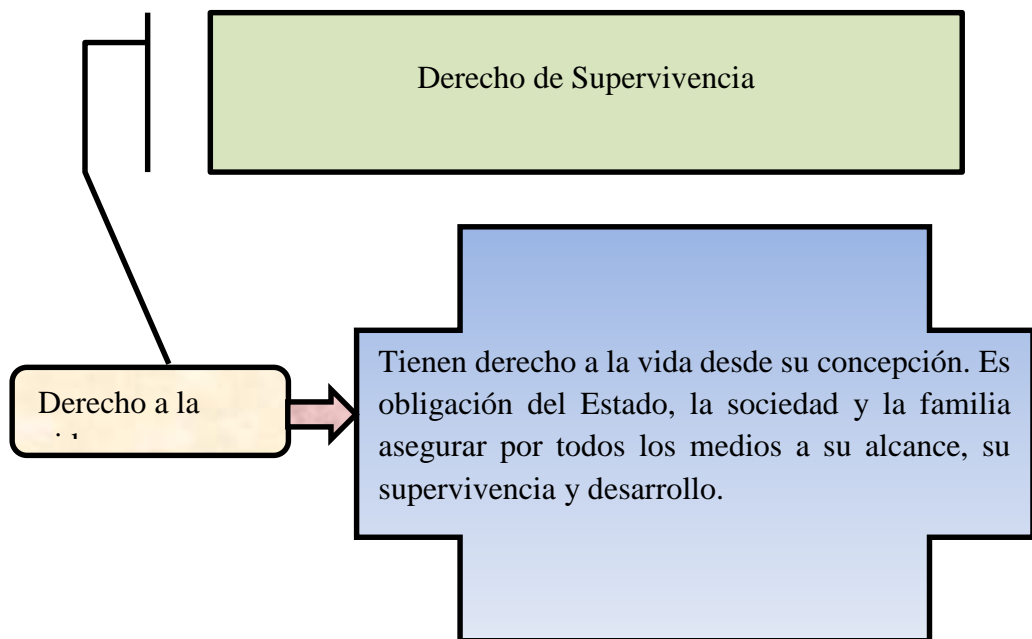 Derecho de Supervivencia
Tienen derecho a la vida desde su concepción. Es
obligación del Estado, la sociedad y la familia
asegurar por todos los medios a su alcance, su
supervivencia y desarrollo.
Derecho a la